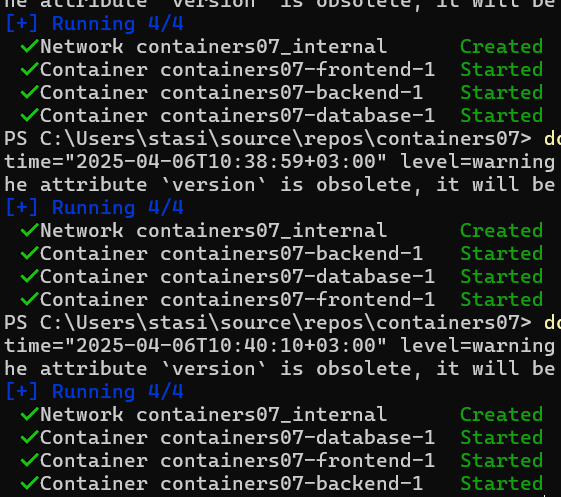 he attribute `version` is obsolete, it will be
[+] Running 4/4
✓Network containers07_internal Created
✓Container containers07-frontend-1 Started
✓Container containers07-backend-1 Started
✓Container containers07-database-1 Started
PS C:\Users\stasi\source\repos\containers07> do
time="2025-04-06T10:38:59+03:00" level=warning
he attribute `version` is obsolete, it will be
[+] Running 4/4
✓Network containers07_internal Created
✓Container containers07-backend-1 Started
✓Container containers07-database-1 Started
✓Container containers07-frontend-1 Started
PS C:\Users\stasi\source\repos\containers07> do
time="2025-04-06T10:40:10+03:00" level=warning
he attribute `version` is obsolete, it will be
[+] Running 4/4
✓Network containers07_internal Created
✓Container containers07-database-1 Started
✓Container containers07-frontend-1 Started
✓Container containers07-backend-1 Started